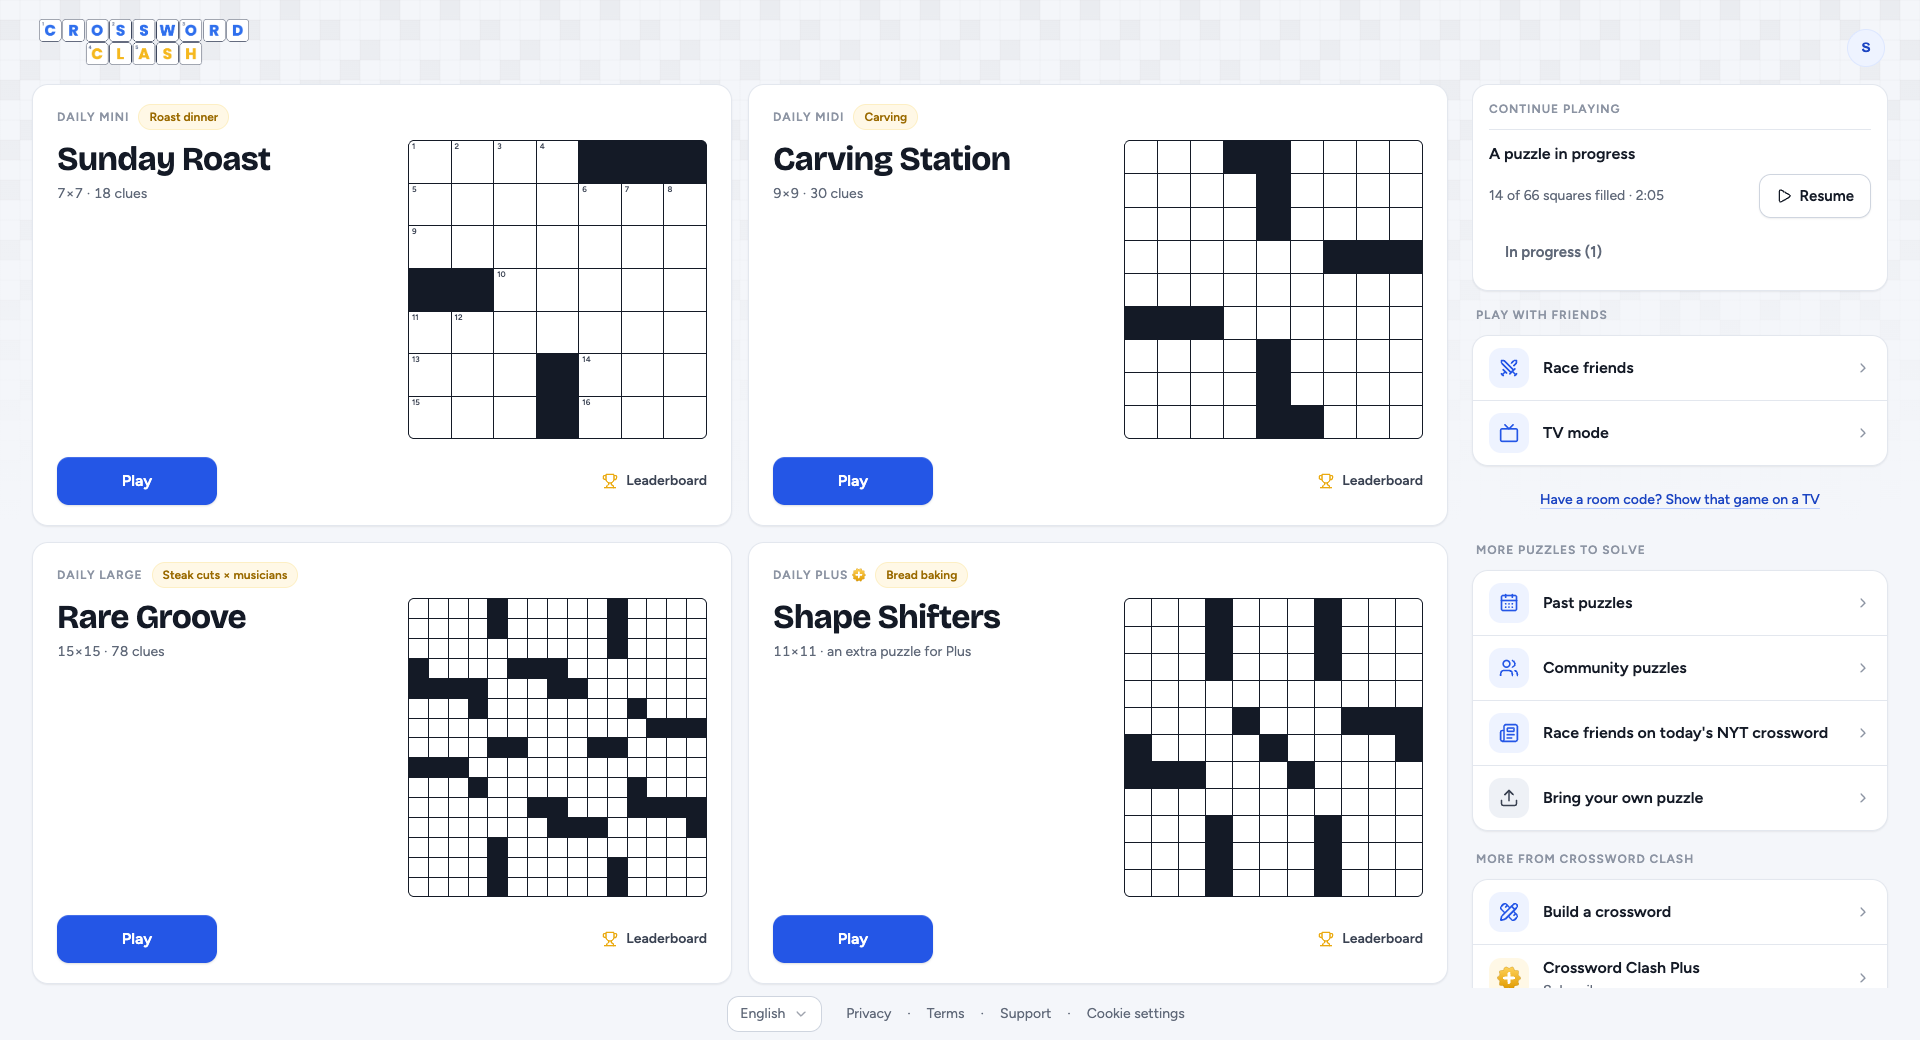 CROSSWORD
CLASH
S
DAILY MINI Roast dinner
Sunday Roast
7×7 · 18 clues
1 2 3 4
5 6 7 8
9
10
11 12
13 14
15 16
Play
Leaderboard
DAILY MIDI Carving
Carving Station
9×9 · 30 clues
Play
Leaderboard
DAILY LARGE Steak cuts × musicians
Rare Groove
15×15 · 78 clues
Play
Leaderboard
DAILY PLUS Bread baking
Shape Shifters
11×11 · an extra puzzle for Plus
Play
Leaderboard
CONTINUE PLAYING
A puzzle in progress
14 of 66 squares filled · 2:05
Resume
In progress (1)
PLAY WITH FRIENDS
Race friends
TV mode
Have a room code? Show that game on a TV
MORE PUZZLES TO SOLVE
Past puzzles
Community puzzles
Race friends on today's NYT crossword
Bring your own puzzle
MORE FROM CROSSWORD CLASH
Build a crossword
Crossword Clash Plus
English
Privacy · Terms · Support · Cookie settings